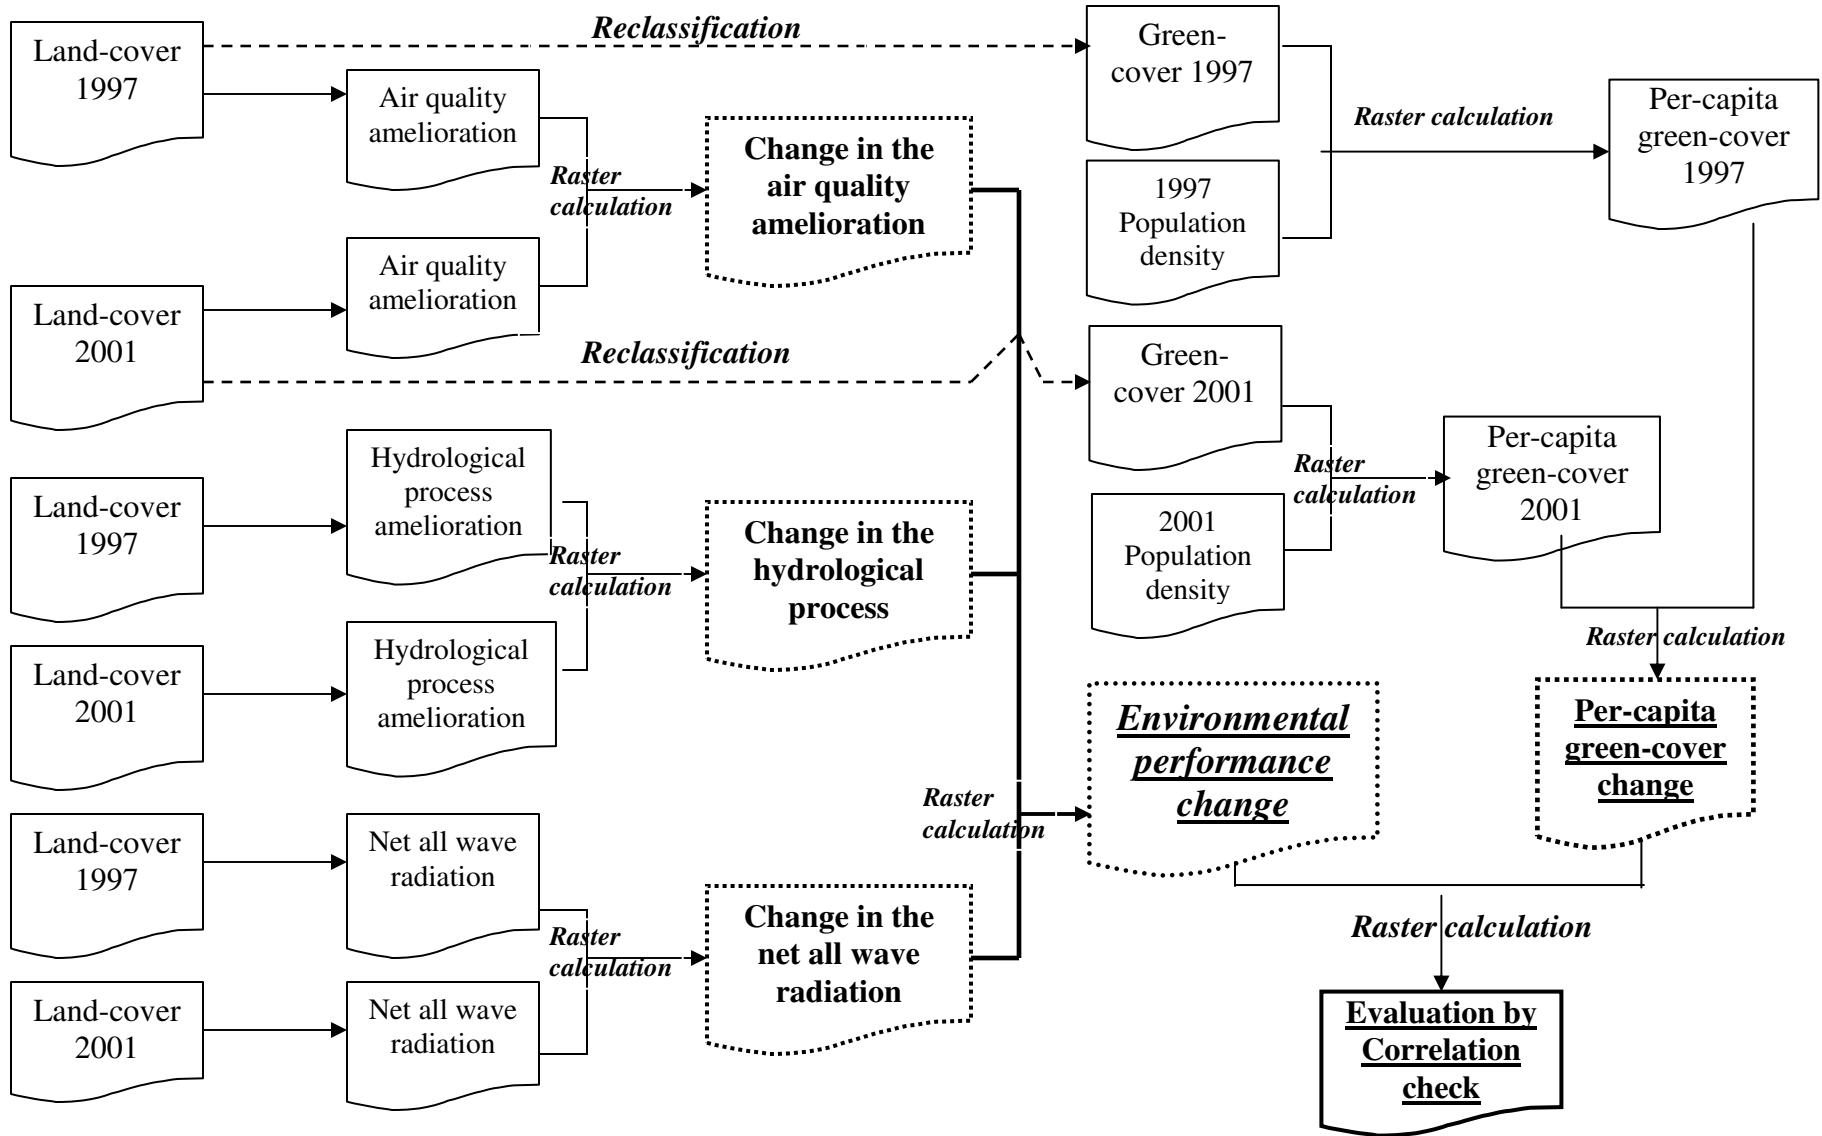 Reclassification
Land-cover
1997
Air quality
amelioration
Raster
calculation
Change in the
air quality
amelioration
Green-
cover 1997
1997
Population
density
Raster calculation
Per-capita
green-cover
1997
Land-cover
2001
Air quality
amelioration
Reclassification
Green-
cover 2001
2001
Population
density
Raster
calculation
Per-capita
green-cover
2001
Raster calculation
Per-capita
green-cover
change
Land-cover
1997
Hydrological
process
amelioration
Raster
calculation
Change in the
hydrological
process
Land-cover
2001
Hydrological
process
amelioration
Land-cover
1997
Net all wave
radiation
Raster
calculation
Change in the
net all wave
radiation
Land-cover
2001
Net all wave
radiation
Raster
calculation
Environmental
performance
change
Raster calculation
Evaluation by
Correlation
check